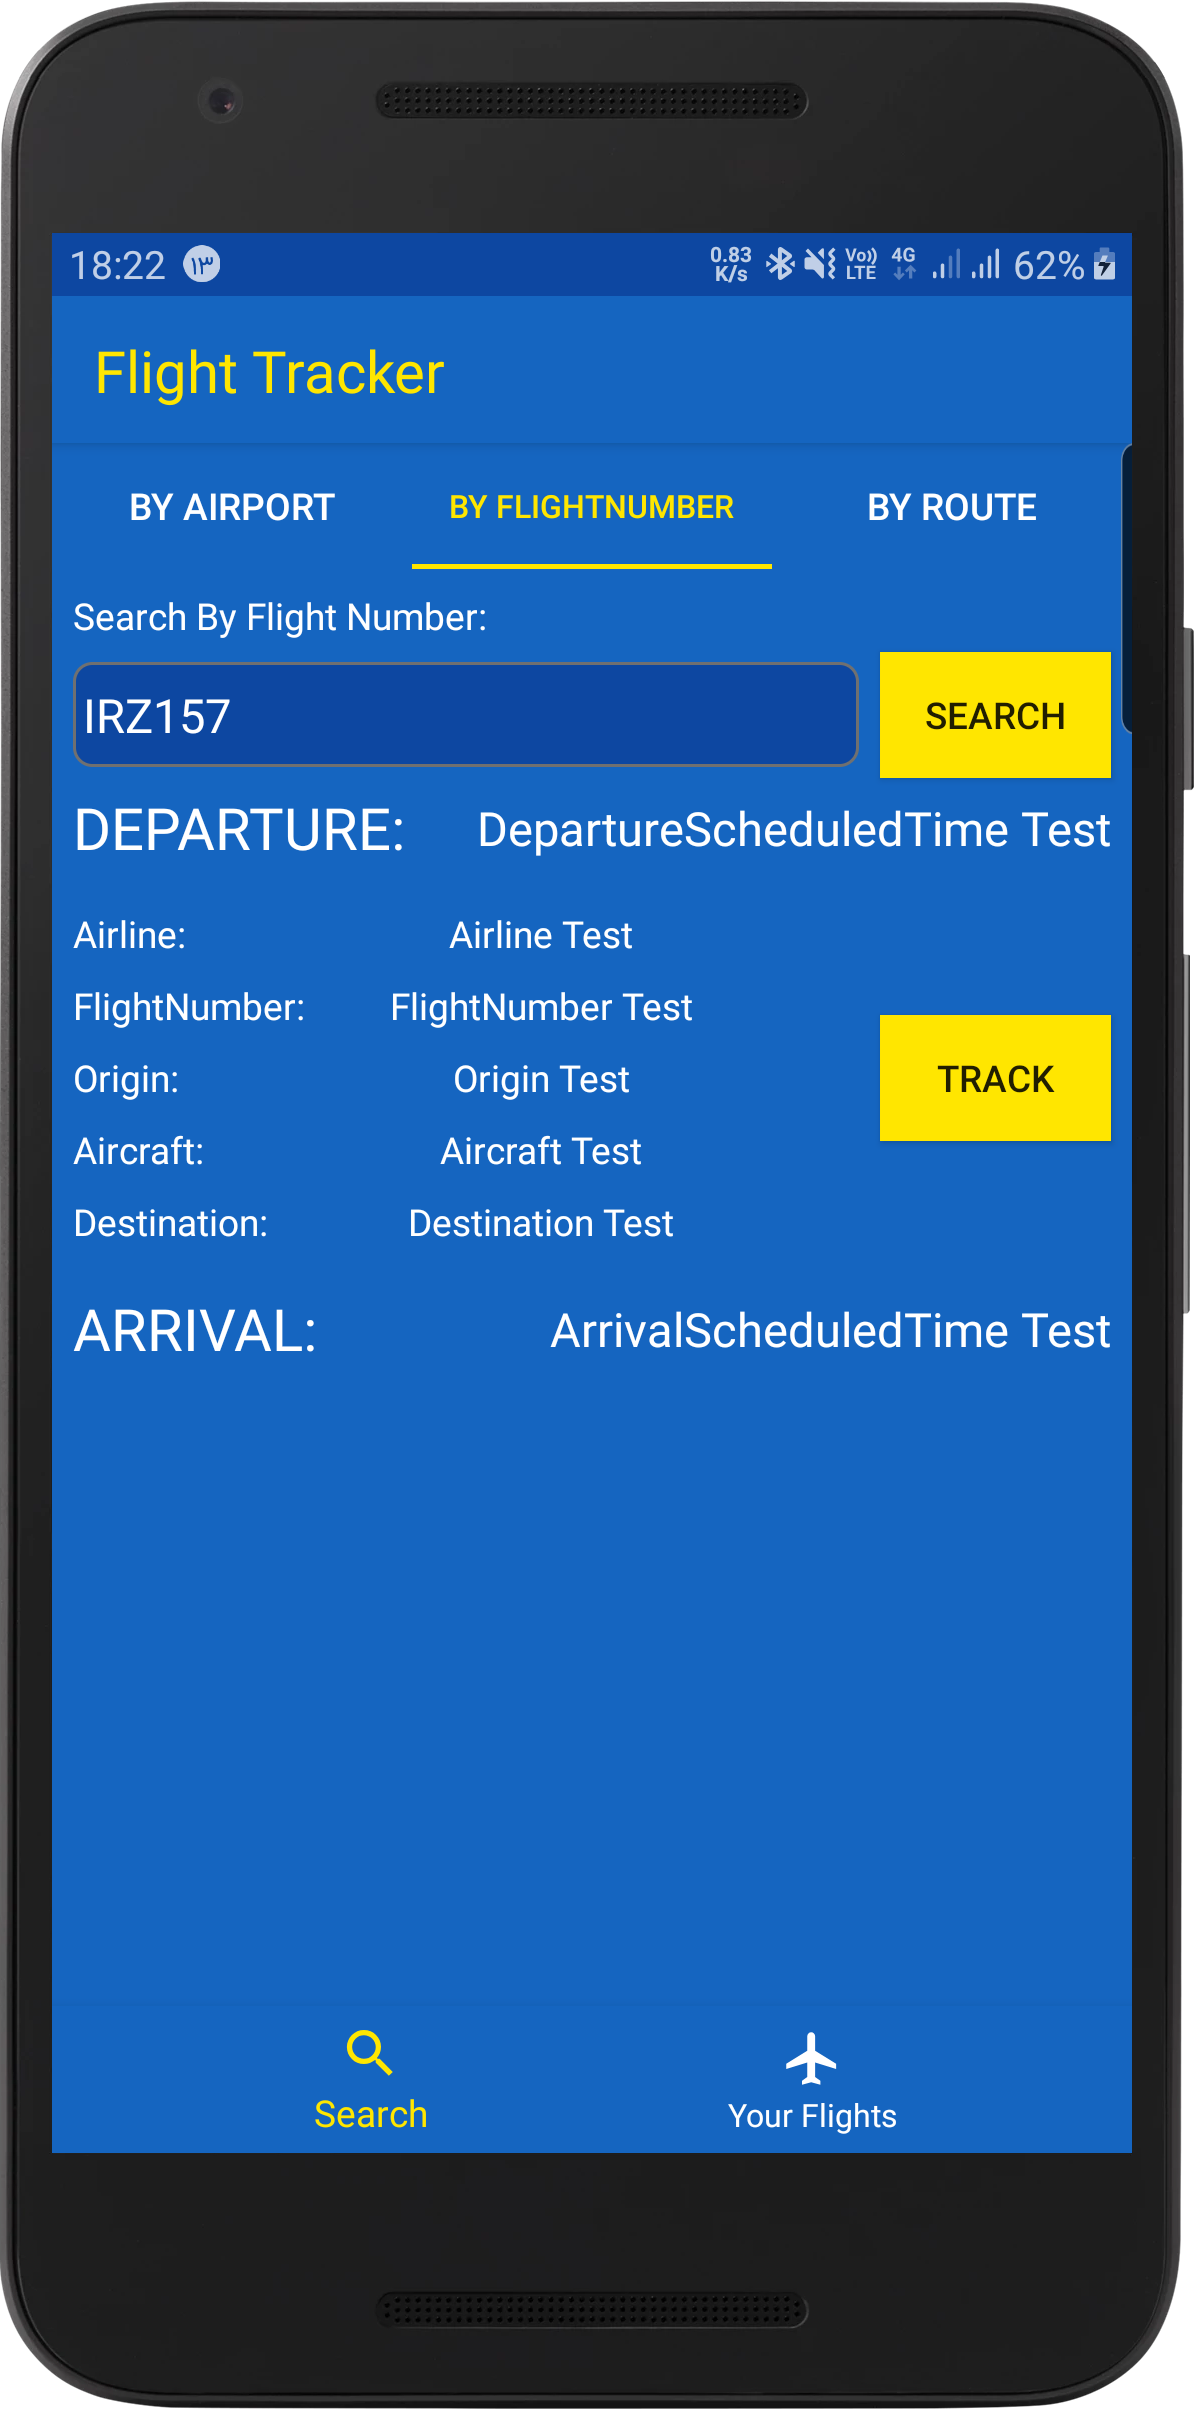 18:22 ۱۳ 0.83 K/s Vo)) LTE 4G 62%
Flight Tracker
BY AIRPORT BY FLIGHTNUMBER BY ROUTE
Search By Flight Number:
IRZ157 SEARCH
DEPARTURE: DepartureScheduledTime Test
Airline: Airline Test
FlightNumber: FlightNumber Test
Origin: Origin Test
TRACK
Aircraft: Aircraft Test
Destination: Destination Test
ARRIVAL: ArrivalScheduledTime Test
Search Your Flights